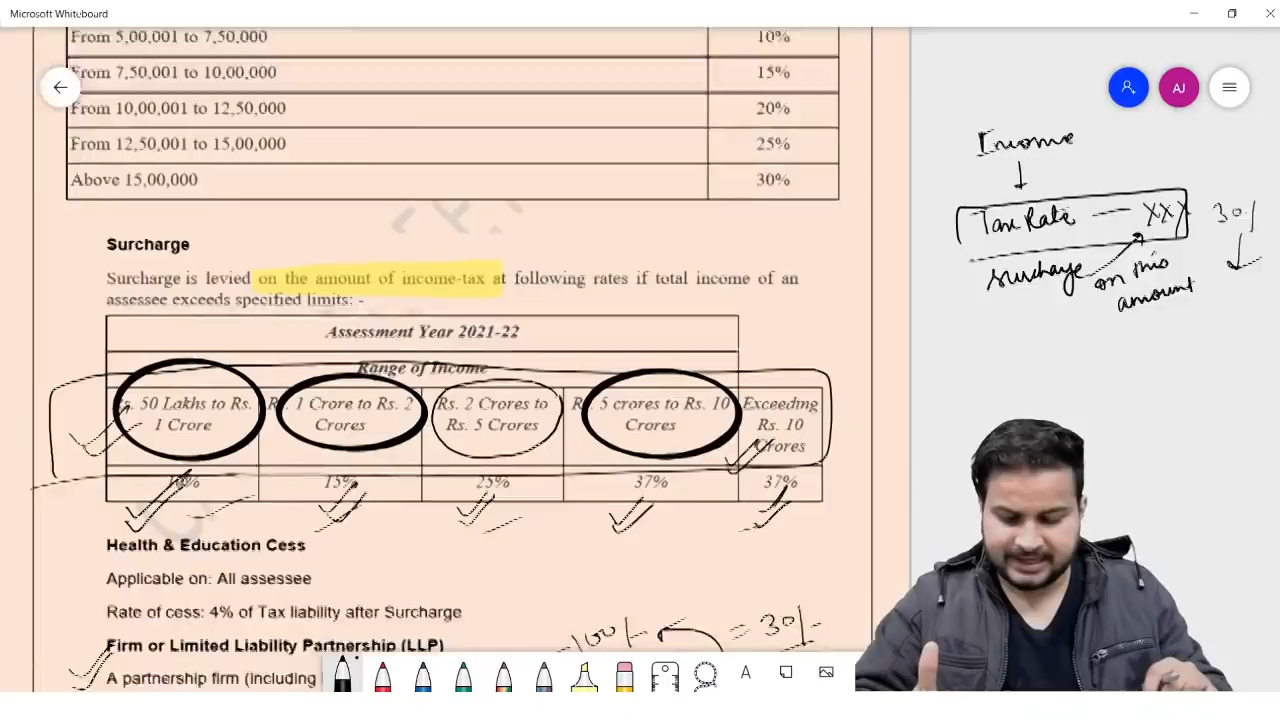 Microsoft Whiteboard
From 5,00,001 to 7,50,000 10%
From 7,50,001 to 10,00,000 15%
From 10,00,001 to 12,50,000 20%
From 12,50,001 to 15,00,000 25%
Above 15,00,000 30%
Surcharge
Surcharge is levied on the amount of income-tax at following rates if total income of an
assessee exceeds specified limits: -
Assessment Year 2021-22
Range of Income
50 Lakhs to Rs. 1 Crore to Rs. 2 Rs. 2 Crores to 5 crores to Rs. 10 Exceeding
1 Crore Crores Rs. 5 Crores Crores Rs. 10
Crores
15% 25% 37% 37%
Health & Education Cess
Applicable on: All assessee
Rate of cess: 4% of Tax liability after Surcharge
Firm or Limited Liability Partnership (LLP)
A partnership firm (including
100% = 30%
AJ
Income
Tax Rate — XXX 30%
Surcharge on this
amount
A